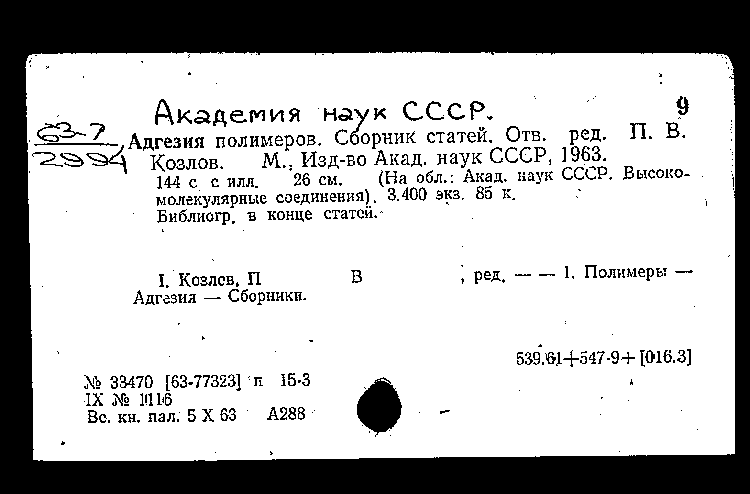 Академия наук СССР.
9
63-7
2994
Адгезия полимеров. Сборник статей. Отв. ред. П. В.
Козлов. М., Изд-во Акад. наук СССР, 1963.
144 с. с илл. 26 см. (На обл.: Акад. наук СССР. Высоко-
молекулярные соединения). 3.400 экз. 85 к.
Библиогр. в конце статей.
I. Козлов, П В , ред. — — 1. Полимеры —
Адгезия — Сборники.
539.61+547-9+[016.3]
№ 33470 [63-77323] п 15-3
IX № 1116
Вс. кн. пал. 5 X 63 А288